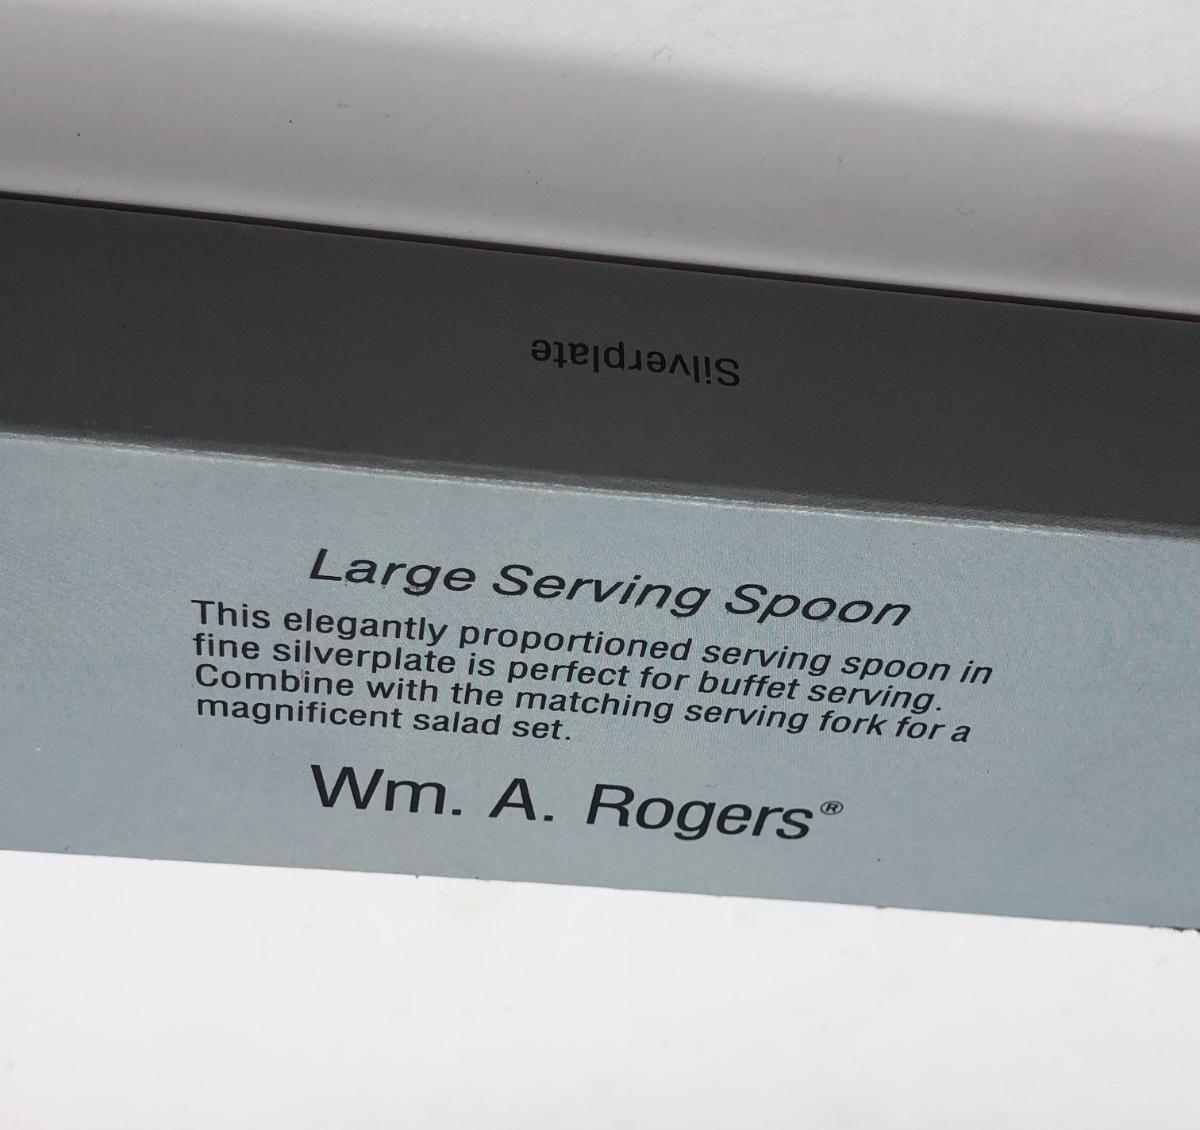 Silverplate
Large Serving Spoon
This elegantly proportioned serving spoon in
fine silverplate is perfect for buffet serving.
Combine with the matching serving fork for a
magnificent salad set.
Wm. A. Rogers®